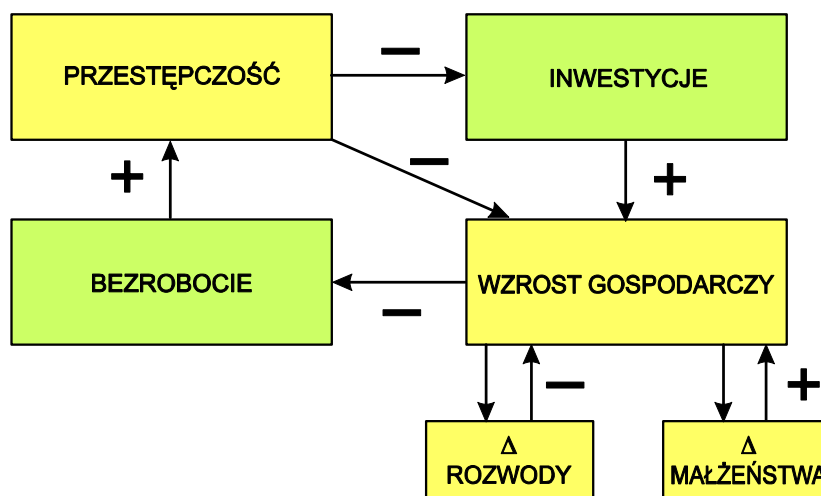 PRZESTĘPCZOŚĆ
−
INWESTYCJE
+
−
+
BEZROBOCIE
−
WZROST GOSPODARCZY
−
+
Δ
ROZWODY
Δ
MAŁŻEŃSTWA